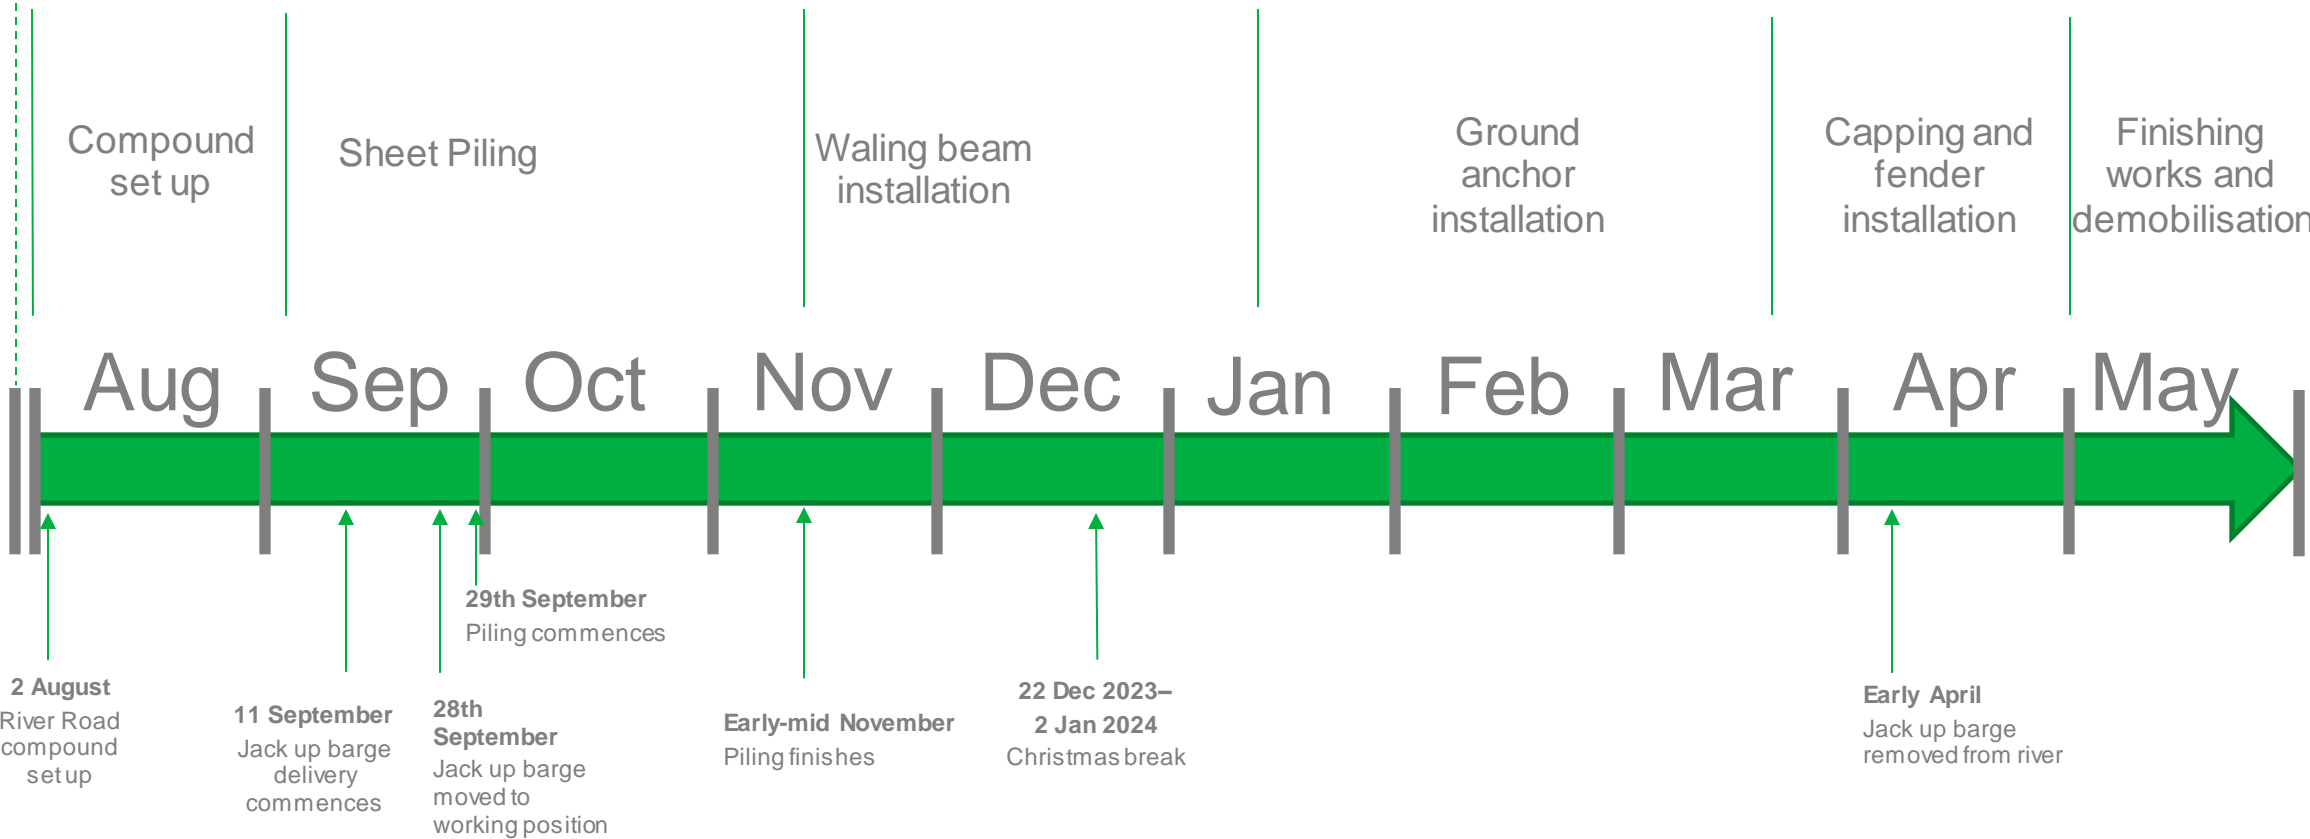 Compound
set up
Sheet Piling
Waling beam
installation
Ground
anchor
installation
Capping and
fender
installation
Finishing
works and
demobilisation
Aug
Sep
Oct
Nov
Dec
Jan
Feb
Mar
Apr
May
2 August
River Road
compound
set up
11 September
Jack up barge
delivery
commences
28th
September
Jack up barge
moved to
working position
29th September
Piling commences
Early-mid November
Piling finishes
22 Dec 2023–
2 Jan 2024
Christmas break
Early April
Jack up barge
removed from river